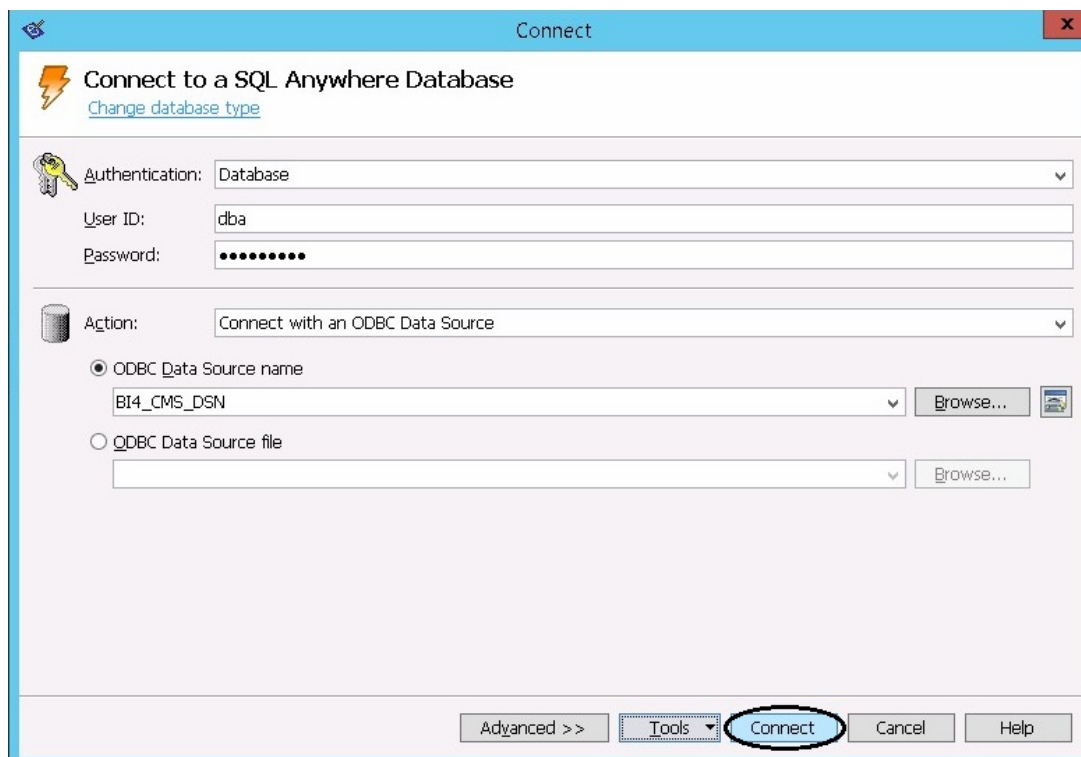 Connect
x
Connect to a SQL Anywhere Database
Change database type
Authentication: Database
User ID: dba
Password: •••••••••
Action: Connect with an ODBC Data Source
ODBC Data Source name
BI4_CMS_DSN Browse...
ODBC Data Source file
Browse...
Advanced >> Tools Connect Cancel Help